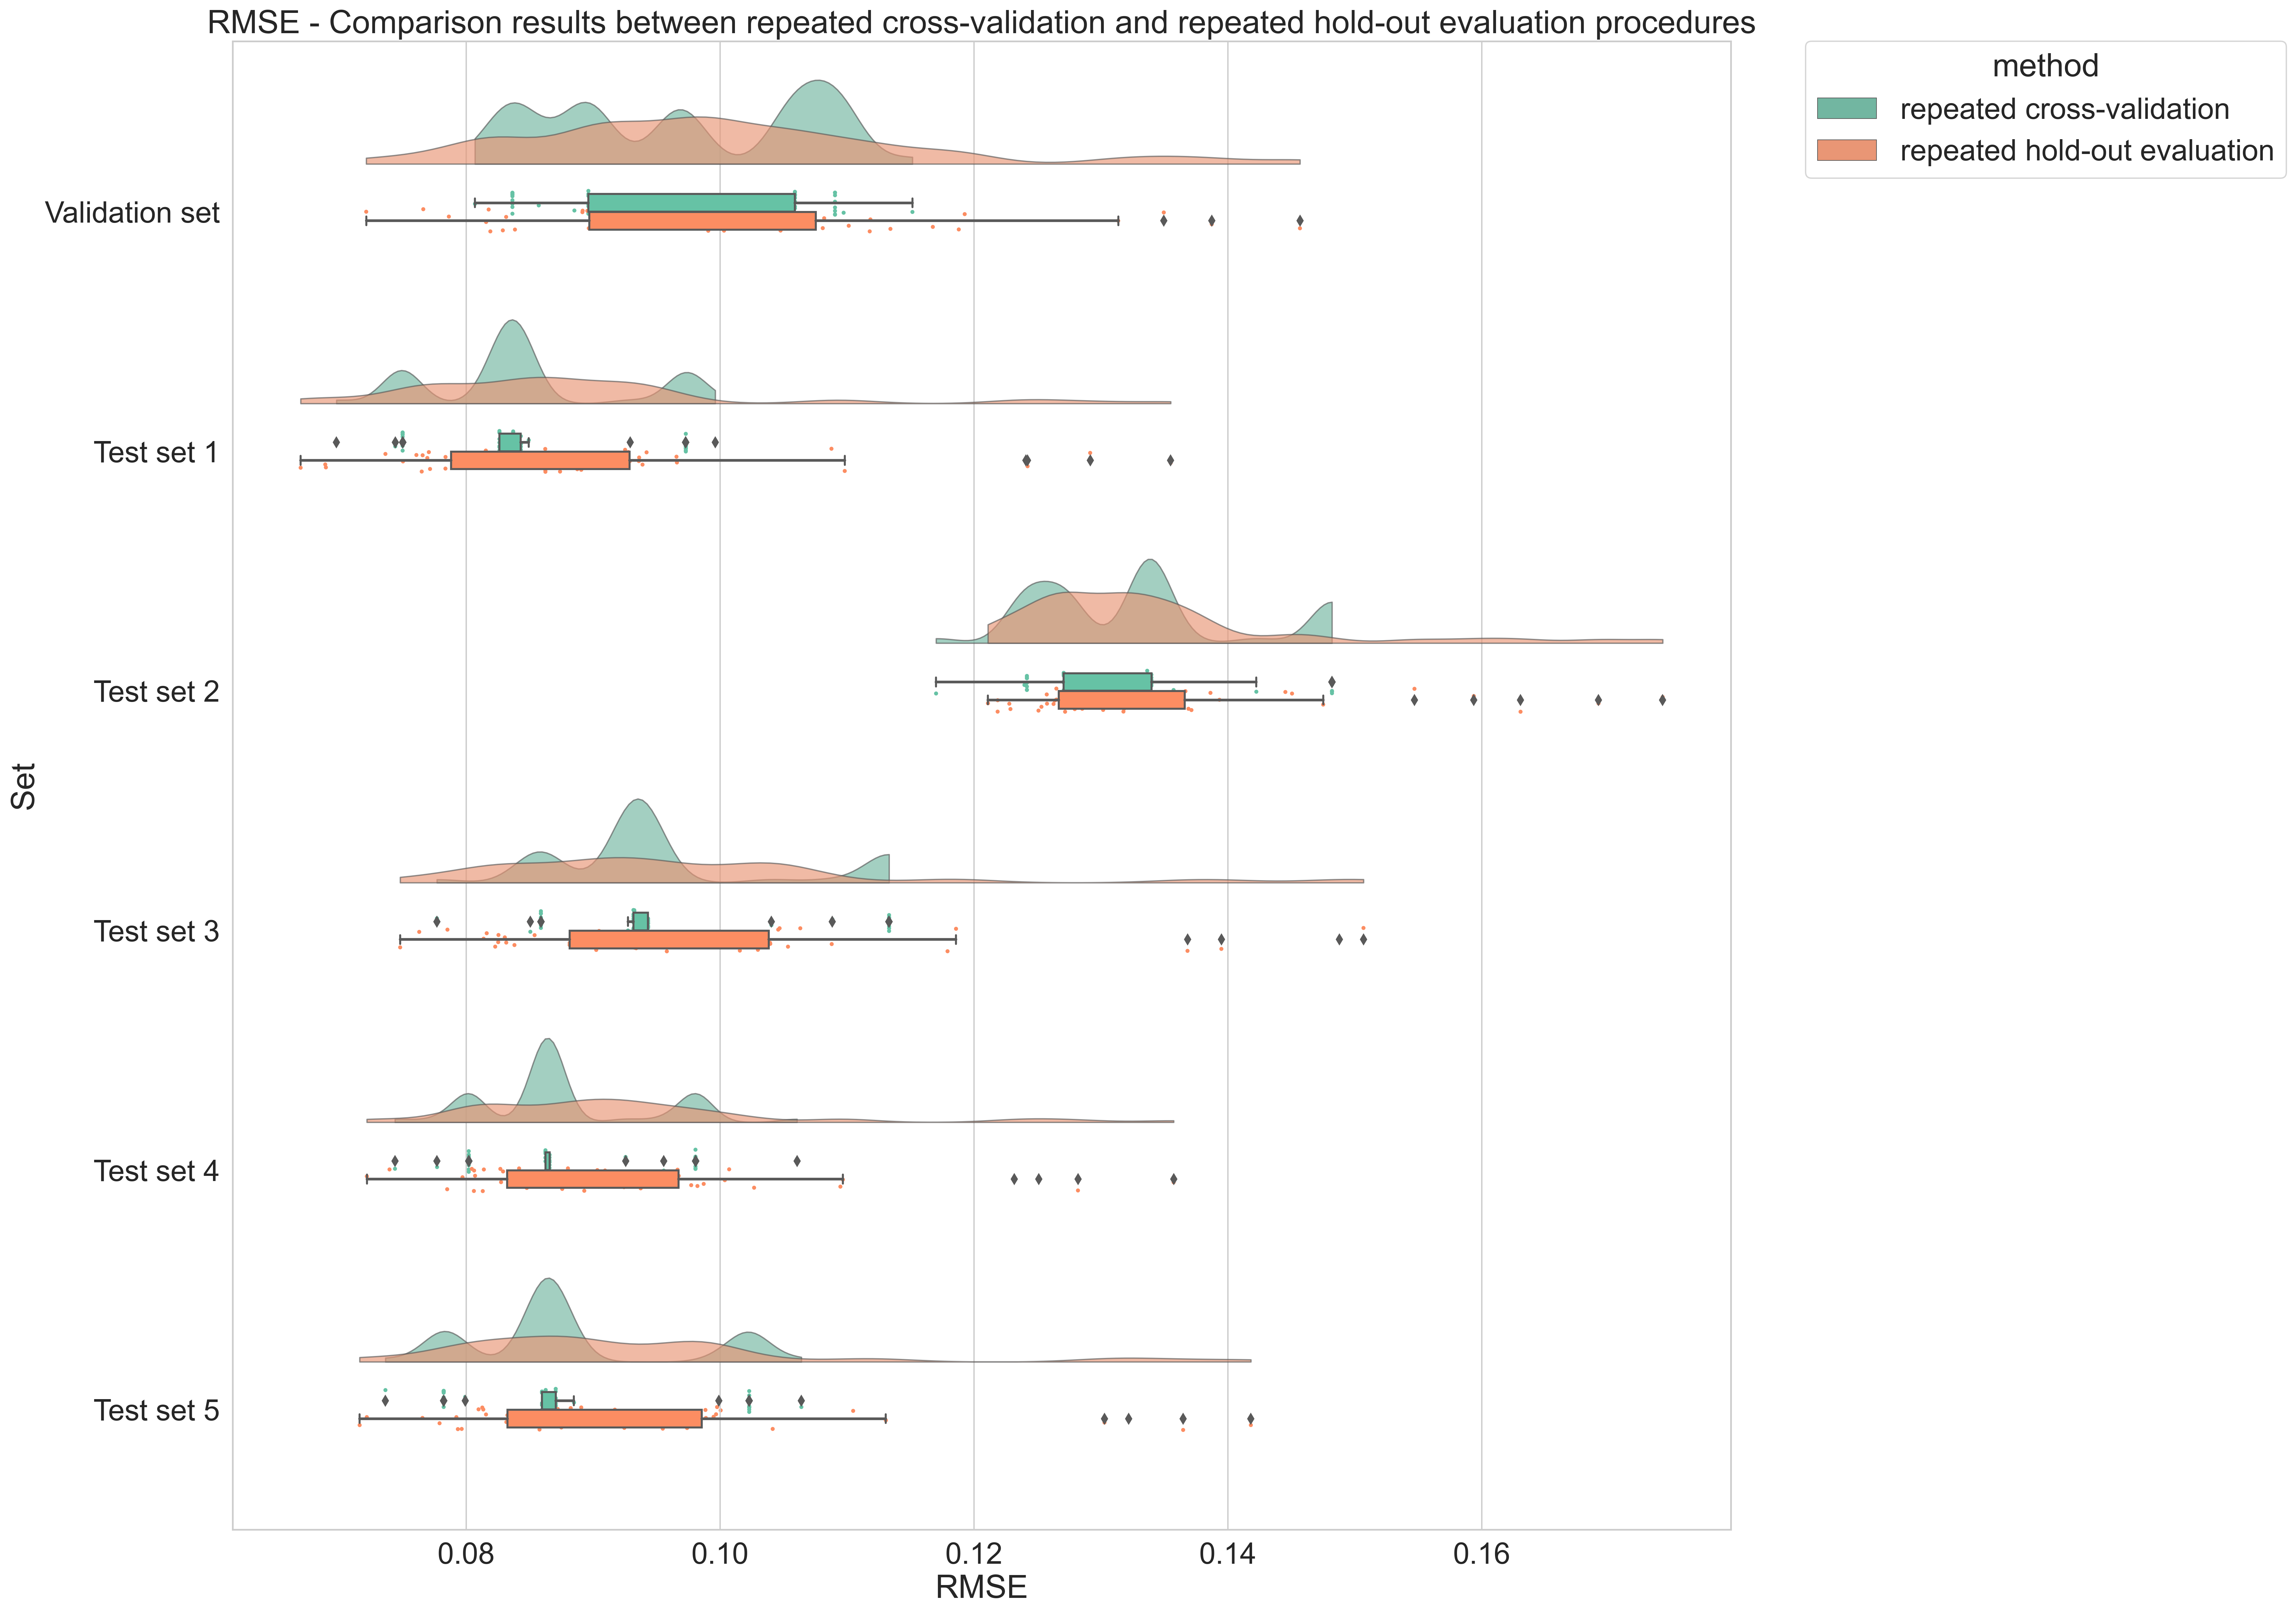 RMSE - Comparison results between repeated cross-validation and repeated hold-out evaluation procedures
method
repeated cross-validation
repeated hold-out evaluation
Validation set
Test set 1
Test set 2
Set
Test set 3
Test set 4
Test set 5
0.08 0.10 0.12 0.14 0.16
RMSE